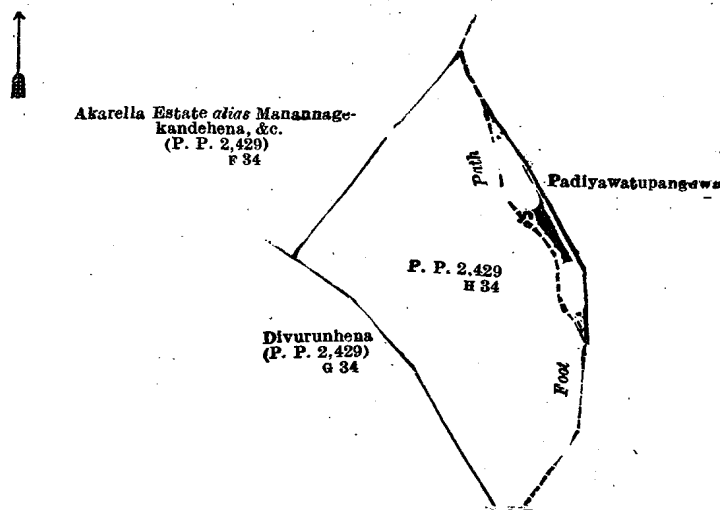 Akarella Estate alias Manannage-
kandehena, &c.
(P. P. 2,429)
F 34
Path
Padiyawatupangawa
P. P. 2,429
H 34
Divurunhena
(P. P. 2,429)
G 34
Foot